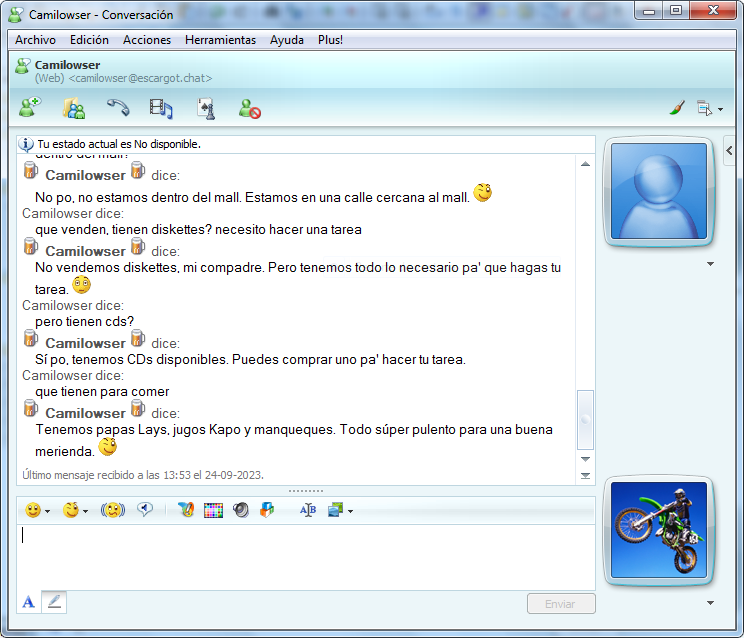 Camilowser - Conversación
Archivo Edición Acciones Herramientas Ayuda Plus!
Camilowser
(Web) <camilowser@escargot.chat>
Tu estado actual es No disponible.
dentro del mall?
Camilowser dice:
No po, no estamos dentro del mall. Estamos en una calle cercana al mall.
Camilowser dice:
que venden, tienen diskettes? necesito hacer una tarea
Camilowser dice:
No vendemos diskettes, mi compadre. Pero tenemos todo lo necesario pa' que hagas tu
tarea.
Camilowser dice:
pero tienen cds?
Camilowser dice:
Sí po, tenemos CDs disponibles. Puedes comprar uno pa' hacer tu tarea.
Camilowser dice:
que tienen para comer
Camilowser dice:
Tenemos papas Lays, jugos Kapo y manqueques. Todo súper pulento para una buena
merienda.
Último mensaje recibido a las 13:53 el 24-09-2023.
AB
A
Enviar